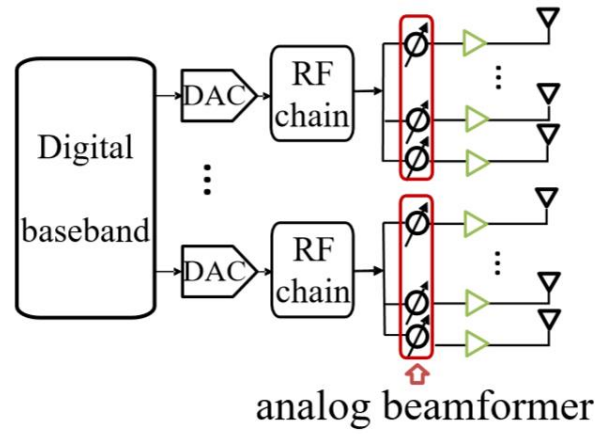 Digital
baseband
DAC
RF
chain
DAC
RF
chain
analog beamformer